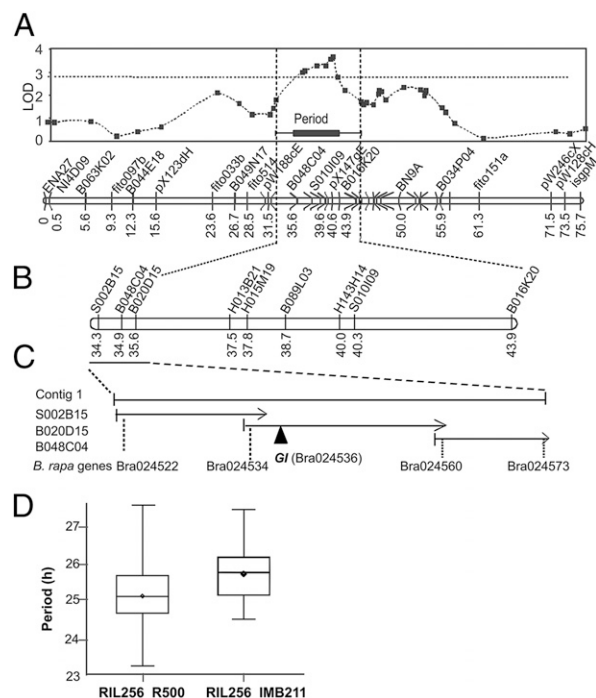 A
4
3
2
1
0
LOD
Period
ENA27 NI4D09 B063K02 fito097b B044E18 pX123dH fito033b B049N17 fito514 pW188cE B048C04 S010I09 pX147gE B016K20 BN9A B034P04 fito151a pW246cX pW128cH isgpM
0 0.5 5.6 9.3 12.3 15.6 23.6 26.7 28.5 31.5 35.6 39.6 40.6 43.9 50.0 55.9 61.3 71.5 73.5 75.7
B
S002B15 B048C04 B020D15 H013B21 H015M19 B089L03 H143H14 S010I09 B016K20
34.3 34.9 35.6 37.5 37.8 38.7 40.0 40.3 43.9
C
Contig 1
S002B15
B020D15
B048C04
GI (Bra024536)
B. rapa genes Bra024522 Bra024534 Bra024560 Bra024573
D
Period (h)
27
26
25
24
23
RIL256 R500 RIL256 IMB211